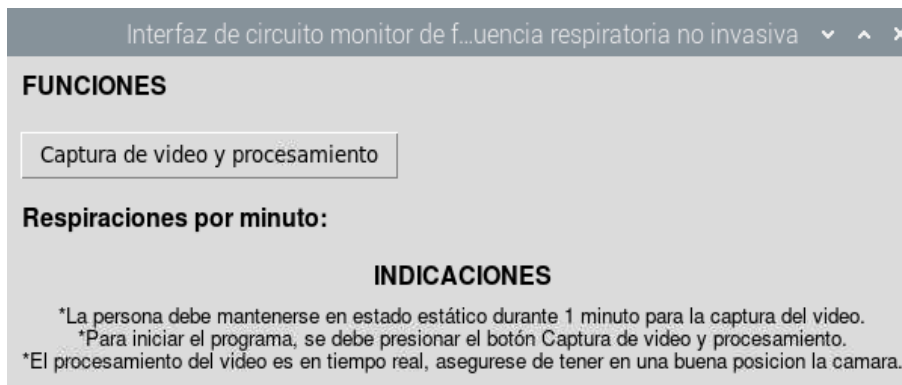 Interfaz de circuito monitor de f...uencia respiratoria no invasiva
FUNCIONES
Captura de video y procesamiento
Respiraciones por minuto:
INDICACIONES
*La persona debe mantenerse en estado estático durante 1 minuto para la captura del video.
*Para iniciar el programa, se debe presionar el botón Captura de video y procesamiento.
*El procesamiento del video es en tiempo real, asegurese de tener en una buena posicion la camara.